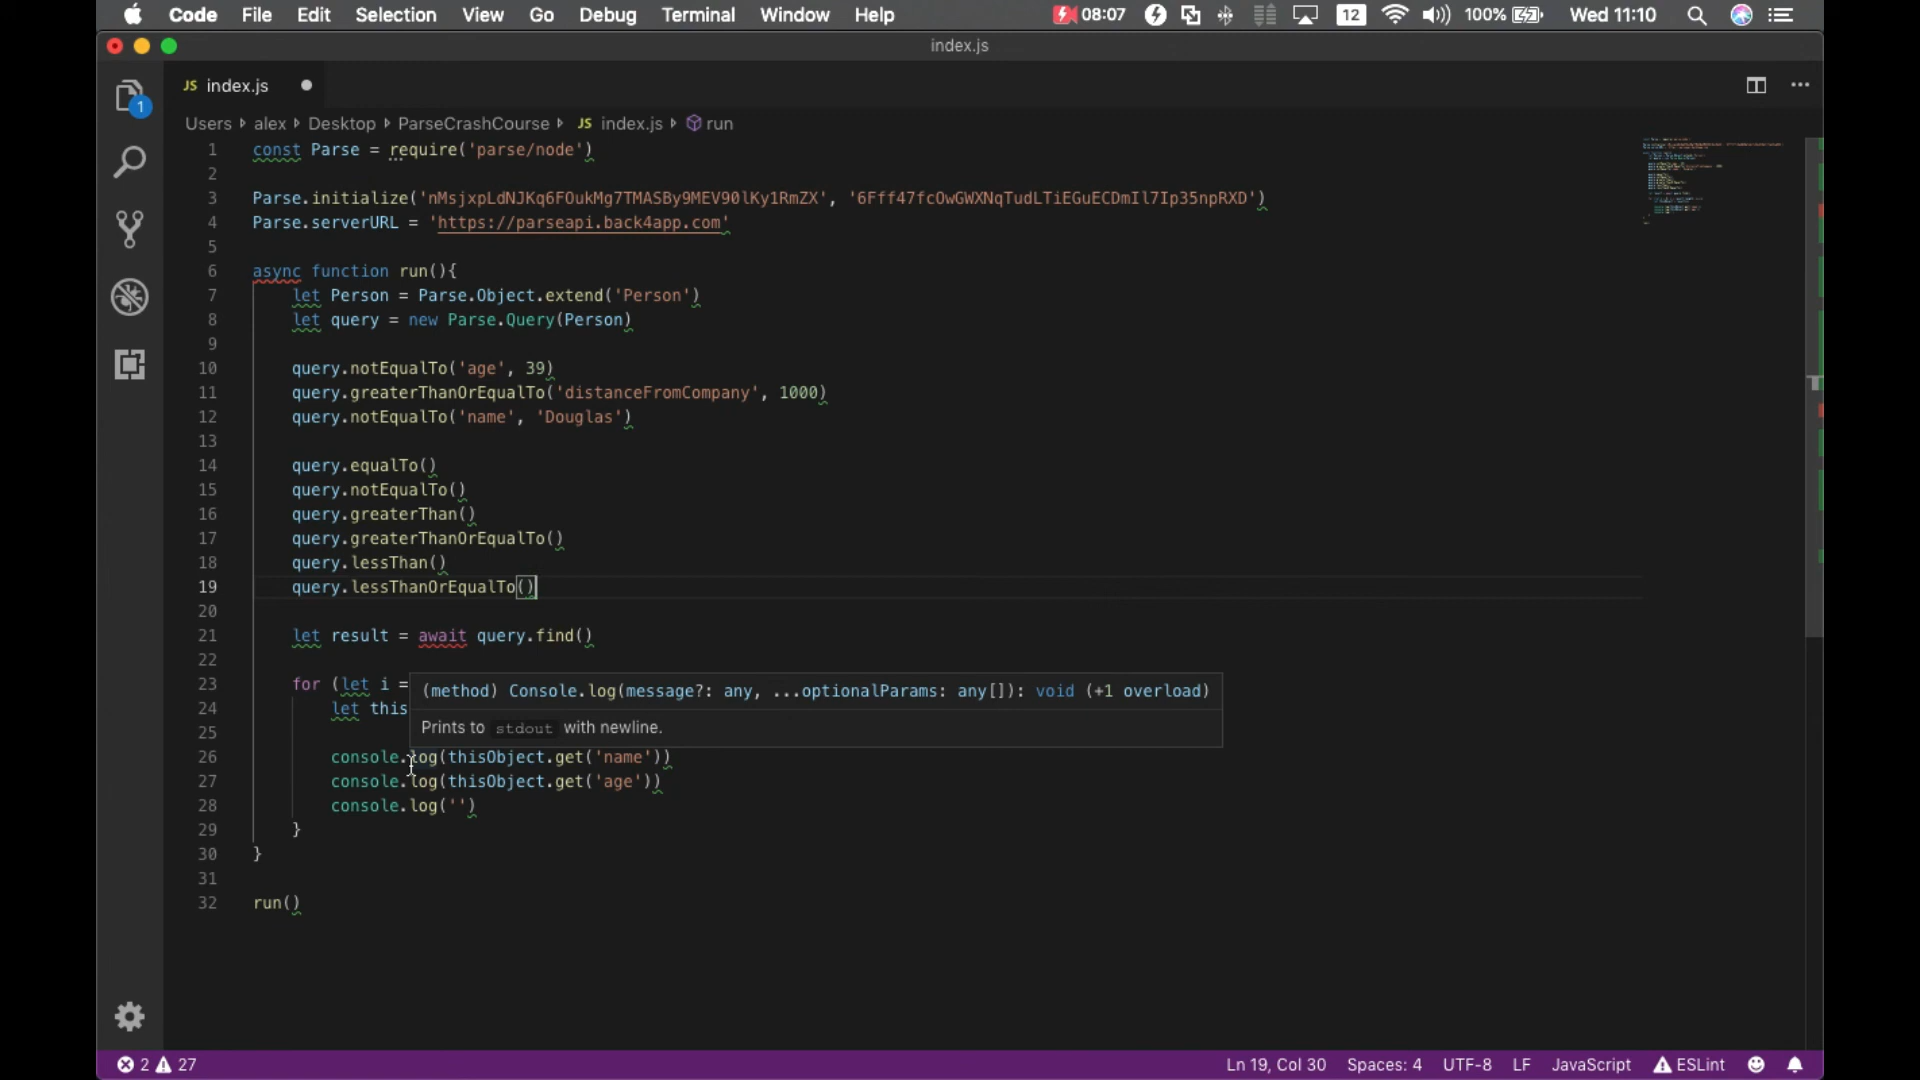 Code File Edit Selection View Go Debug Terminal Window Help 08:07 12 100% Wed 11:10
index.js
JS index.js
1
Users alex Desktop ParseCrashCourse JS index.js run
1 const Parse = require('parse/node')
2
3 Parse.initialize('nMsjxpLdNJKq6FOukMg7TMASBy9MEV90lKy1RmZX', '6Fff47fcOwGWXNqTudLTiEGuECDmIl7Ip35npRXD')
4 Parse.serverURL = 'https://parseapi.back4app.com'
5
6 async function run(){
7 let Person = Parse.Object.extend('Person')
8 let query = new Parse.Query(Person)
9
10 query.notEqualTo('age', 39)
11 query.greaterThanOrEqualTo('distanceFromCompany', 1000)
12 query.notEqualTo('name', 'Douglas')
13
14 query.equalTo()
15 query.notEqualTo()
16 query.greaterThan()
17 query.greaterThanOrEqualTo()
18 query.lessThan()
19 query.lessThanOrEqualTo()
20
21 let result = await query.find()
22
23 for (let i =
(method) Console.log(message?: any, ...optionalParams: any[]): void (+1 overload)
24 let this
Prints to stdout with newline.
25
26 console.log(thisObject.get('name'))
27 console.log(thisObject.get('age'))
28 console.log('')
29 }
30 }
31
32 run()
2 27 Ln 19, Col 30 Spaces: 4 UTF-8 LF JavaScript ESLint